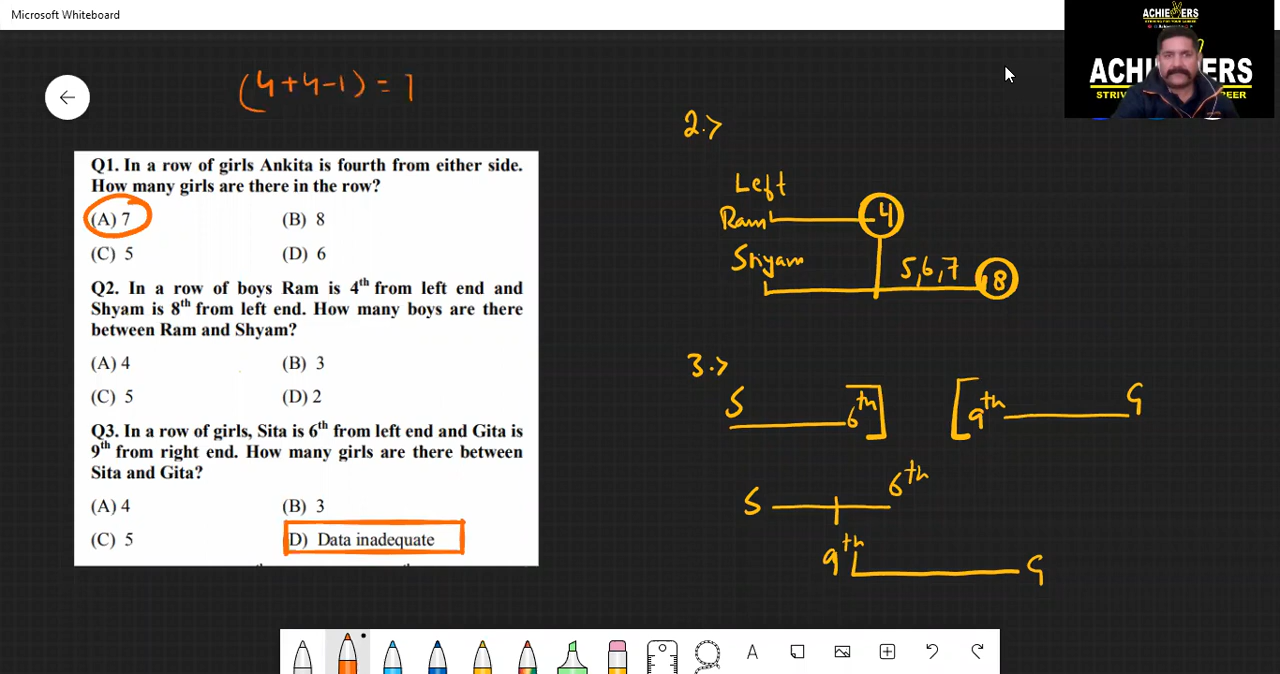 Microsoft Whiteboard
ACHIEVERS
STRIVING FOR YOUR CAREER
ACHIEVERS
(4+4-1) = 7
Q1. In a row of girls Ankita is fourth from either side.
How many girls are there in the row?
(A) 7 (B) 8
(C) 5 (D) 6
Q2. In a row of boys Ram is 4th from left end and
Shyam is 8th from left end. How many boys are there
between Ram and Shyam?
(A) 4 (B) 3
(C) 5 (D) 2
Q3. In a row of girls, Sita is 6th from left end and Gita is
9th from right end. How many girls are there between
Sita and Gita?
(A) 4 (B) 3
(C) 5 (D) Data inadequate
2.>
Left
Ram 4
Shyam 5,6,7 8
3.>
S 6th 9th G
S 6th
9th G
A